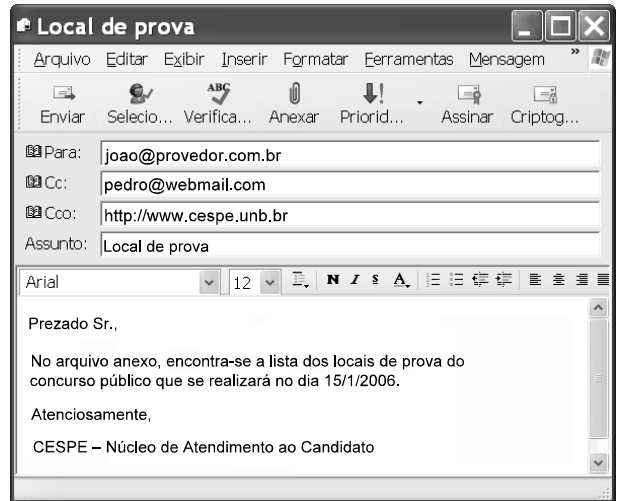 Local de prova
Arquivo Editar Exibir Inserir Formatar Ferramentas Mensagem »
Enviar Selecio... Verifica... Anexar Priorid... Assinar Criptog...
Para: joao@provedor.com.br
Cc: pedro@webmail.com
Cco: http://www.cespe.unb.br
Assunto: Local de prova
Arial 12 N I S A
Prezado Sr.,
No arquivo anexo, encontra-se a lista dos locais de prova do
concurso público que se realizará no dia 15/1/2006.
Atenciosamente,
CESPE – Núcleo de Atendimento ao Candidato